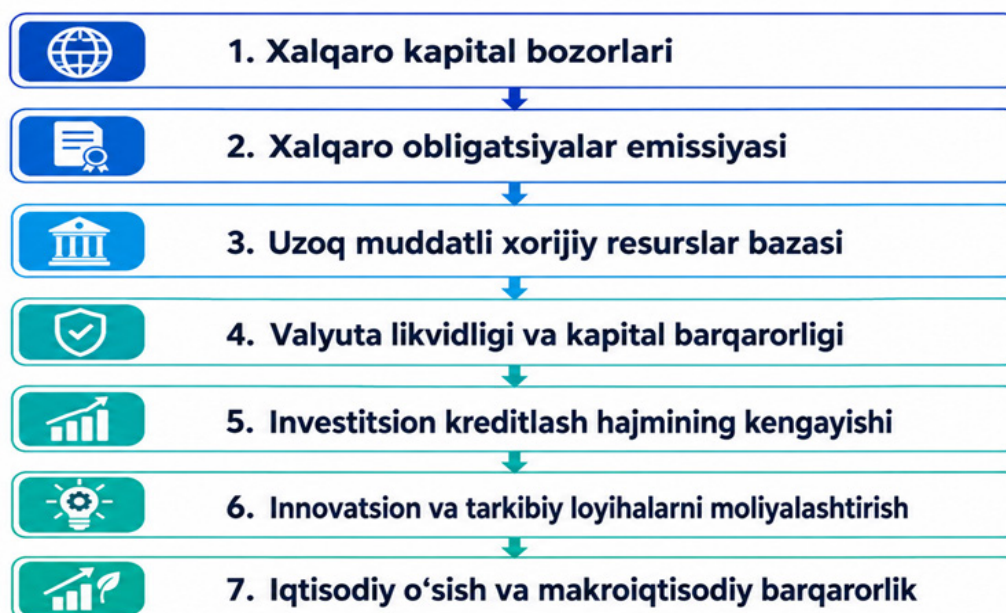 1. Xalqaro kapital bozorlari
2. Xalqaro obligatsiyalar emissiyasi
3. Uzoq muddatli xorijiy resurslar bazasi
4. Valyuta likvidligi va kapital barqarorligi
5. Investitsion kreditlash hajmining kengayishi
6. Innovatsion va tarkibiy loyihalarni moliyalashtirish
7. Iqtisodiy o‘sish va makroiqtisodiy barqarorlik